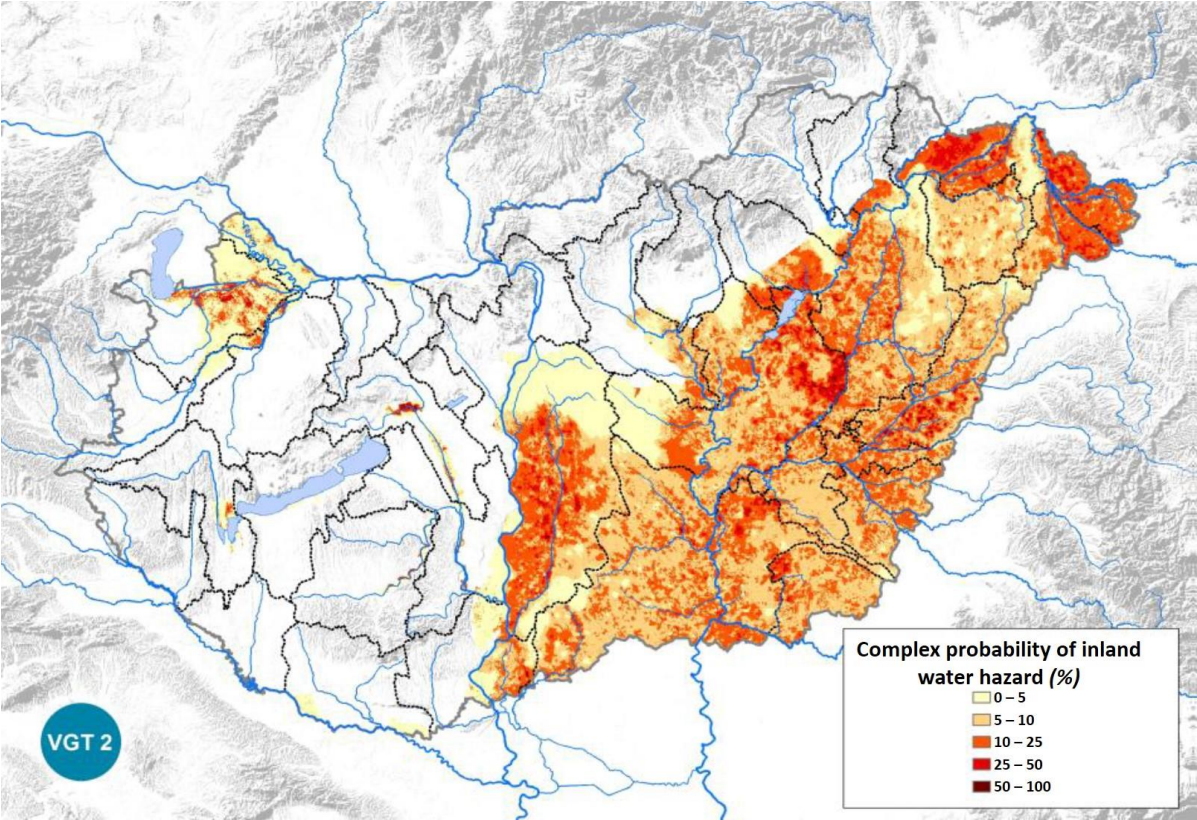 Complex probability of inland
water hazard (%)
0 – 5
5 – 10
10 – 25
25 – 50
50 – 100
VGT 2